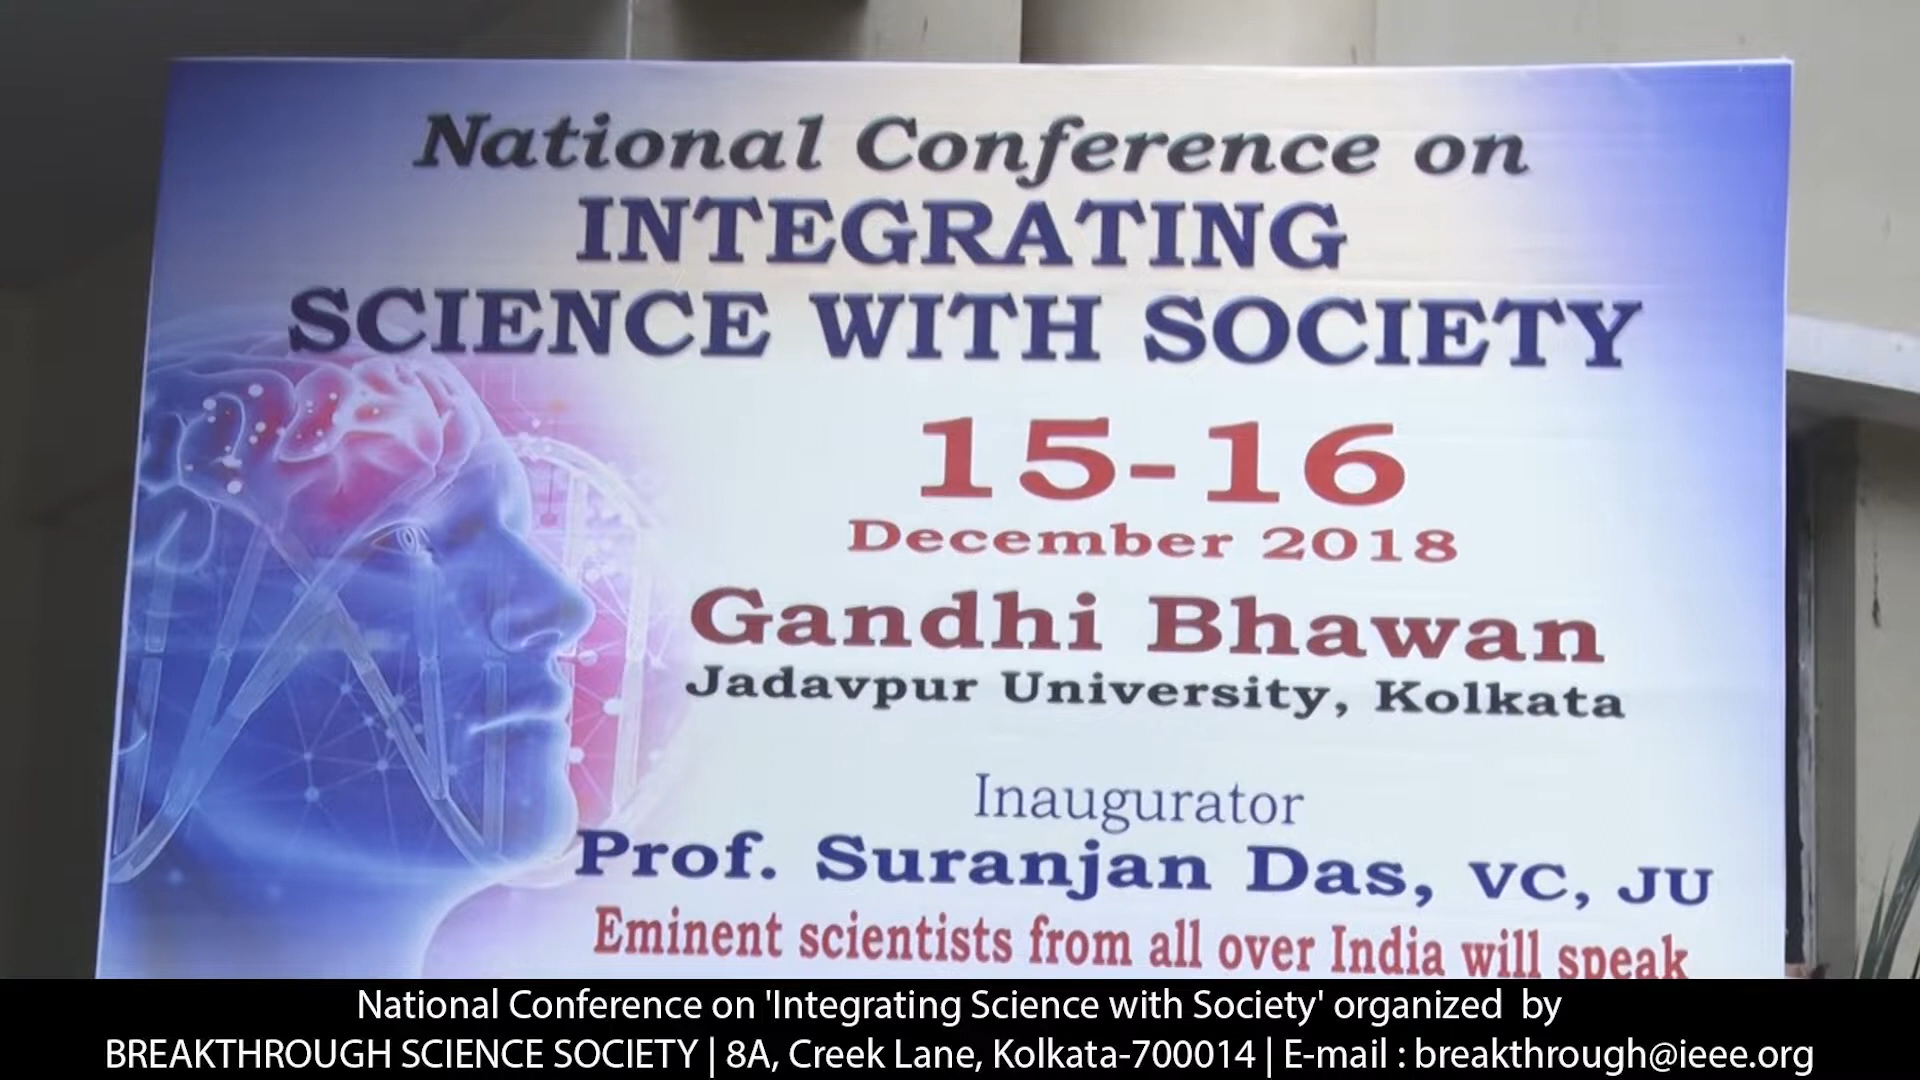 National Conference on
INTEGRATING
SCIENCE WITH SOCIETY
15-16
December 2018
Gandhi Bhawan
Jadavpur University, Kolkata
Inaugurator
Prof. Suranjan Das, VC, JU
Eminent scientists from all over India will speak
National Conference on 'Integrating Science with Society' organized by
BREAKTHROUGH SCIENCE SOCIETY | 8A, Creek Lane, Kolkata-700014 | E-mail : breakthrough@ieee.org